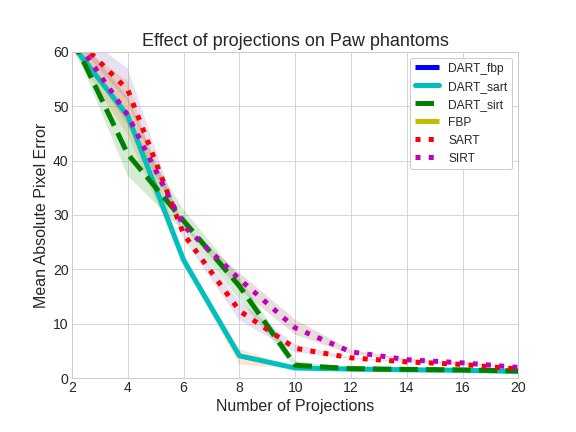 Effect of projections on Paw phantoms
Mean Absolute Pixel Error
60
50
40
30
20
10
0
2
4
6
8
10
12
14
16
18
20
Number of Projections
DART_fbp
DART_sart
DART_sirt
FBP
SART
SIRT